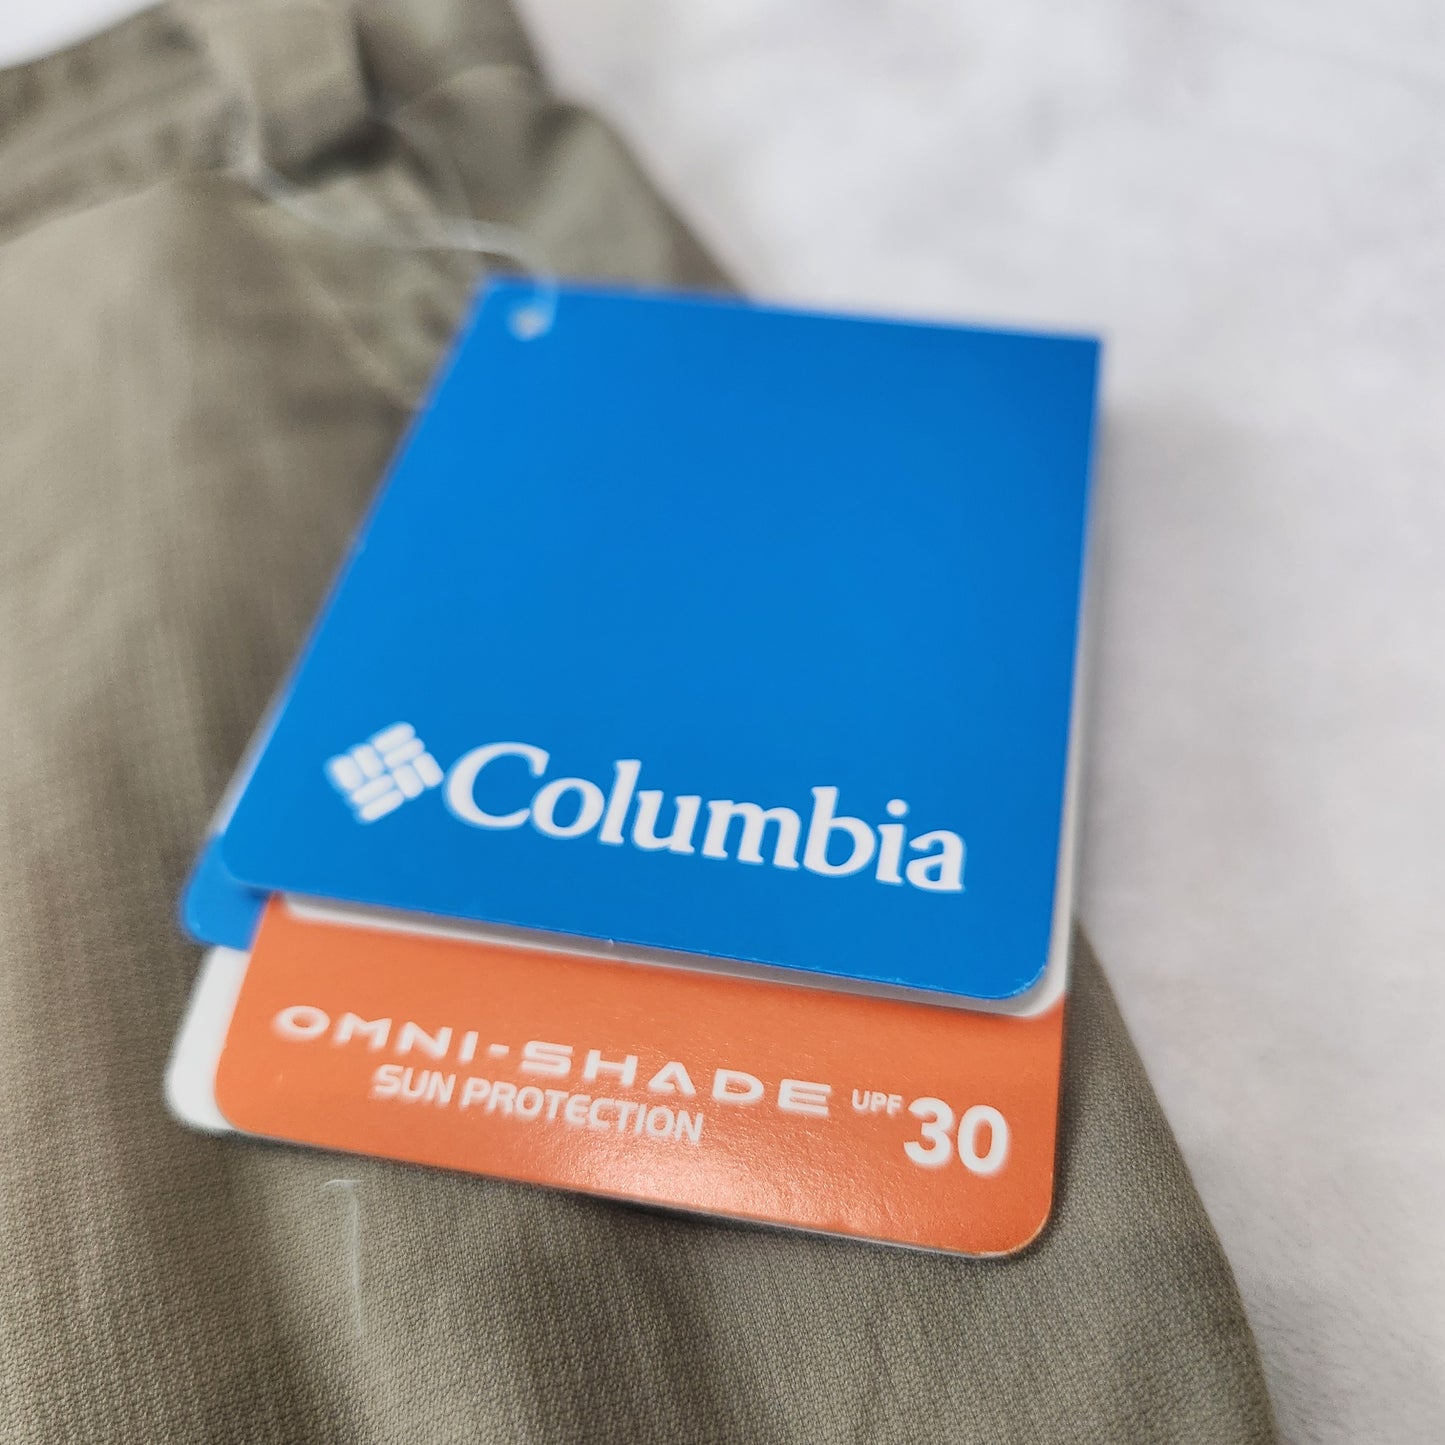 Columbia
OMNI-SHADE UPF 30
SUN PROTECTION